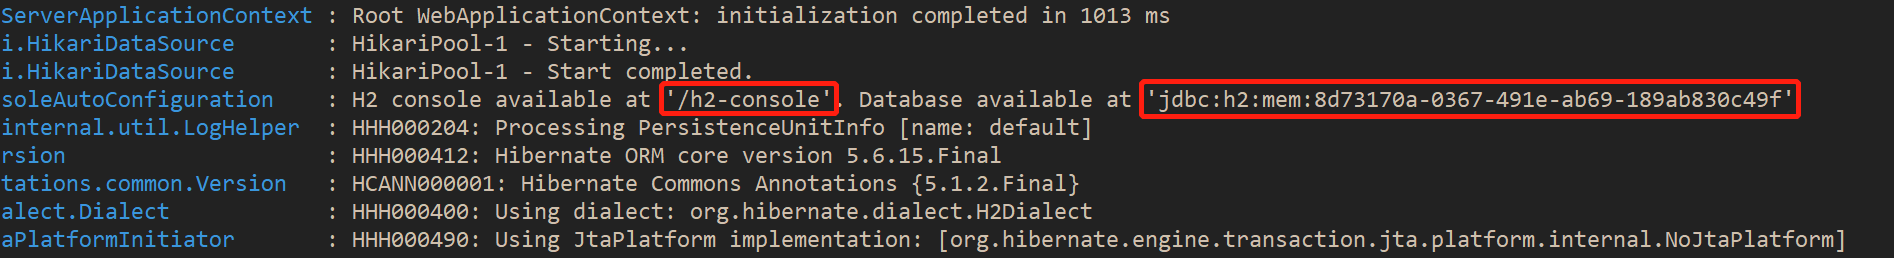 ServerApplicationContext : Root WebApplicationContext: initialization completed in 1013 ms
i.HikariDataSource : HikariPool-1 - Starting...
i.HikariDataSource : HikariPool-1 - Start completed.
soleAutoConfiguration : H2 console available at '/h2-console'. Database available at 'jdbc:h2:mem:8d73170a-0367-491e-ab69-189ab830c49f'
internal.util.LogHelper : HHH000204: Processing PersistenceUnitInfo [name: default]
rsion : HHH000412: Hibernate ORM core version 5.6.15.Final
tations.common.Version : HCANN000001: Hibernate Commons Annotations {5.1.2.Final}
alect.Dialect : HHH000400: Using dialect: org.hibernate.dialect.H2Dialect
aPlatformInitiator : HHH000490: Using JtaPlatform implementation: [org.hibernate.engine.transaction.jta.platform.internal.NoJtaPlatform]